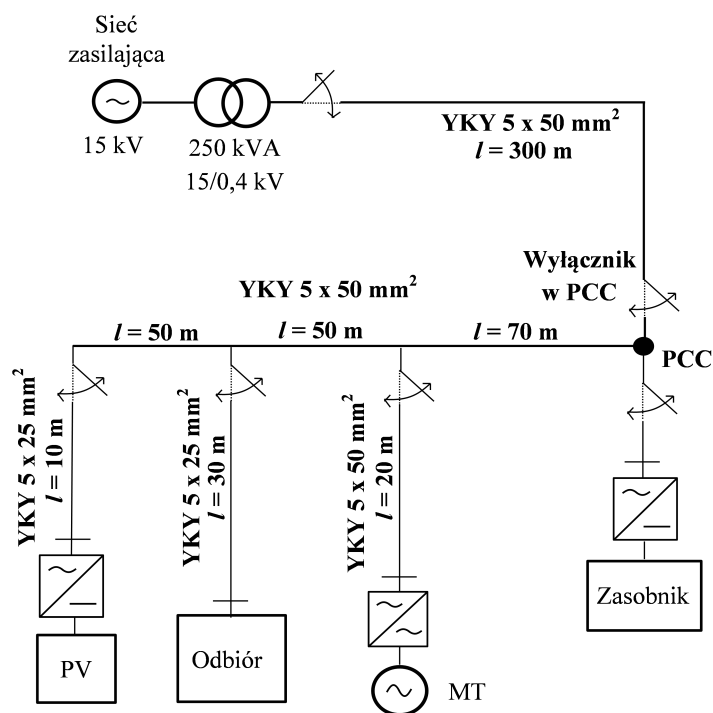 Sieć
zasilająca
15 kV
250 kVA
15/0,4 kV
YKY 5 x 50 mm²
l = 300 m
Wyłącznik
w PCC
YKY 5 x 50 mm²
l = 50 m
l = 50 m
l = 70 m
PCC
YKY 5 x 25 mm²
l = 10 m
YKY 5 x 25 mm²
l = 30 m
YKY 5 x 50 mm²
l = 20 m
PV
Odbiór
MT
Zasobnik